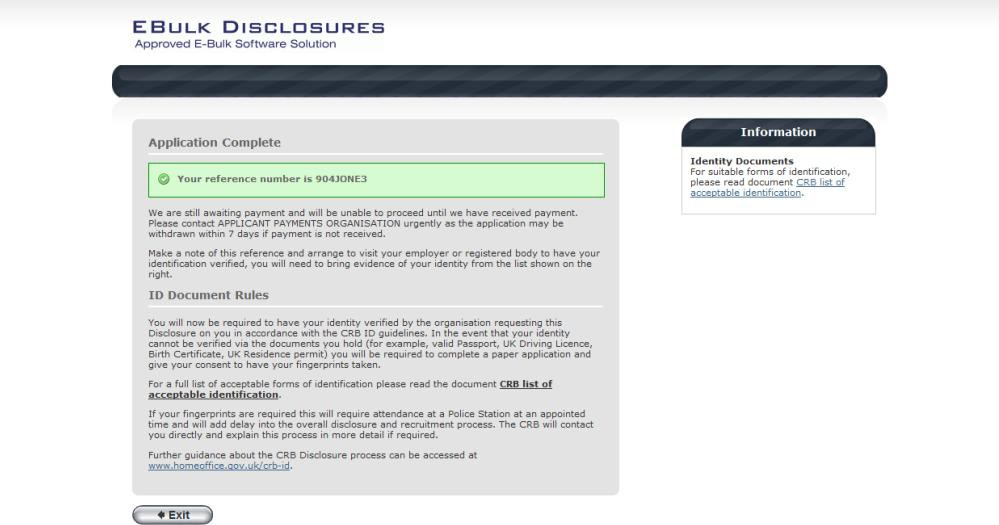 EBULK DISCLOSURES
Approved E-Bulk Software Solution
Application Complete
Your reference number is 904JONE3
We are still awaiting payment and will be unable to proceed until we have received payment.
Please contact APPLICANT PAYMENTS ORGANISATION urgently as the application may be
withdrawn within 7 days if payment is not received.
Make a note of this reference and arrange to visit your employer or registered body to have your
identification verified, you will need to bring evidence of your identity from the list shown on the
right.
ID Document Rules
You will now be required to have your identity verified by the organisation requesting this
Disclosure on you in accordance with the CRB ID guidelines. In the event that your identity
cannot be verified via the documents you hold (for example, valid Passport, UK Driving Licence,
Birth Certificate, UK Residence permit) you will be required to complete a paper application and
give your consent to have your fingerprints taken.
For a full list of acceptable forms of identification please read the document CRB list of
acceptable identification.
If your fingerprints are required this will require attendance at a Police Station at an appointed
time and will add delay into the overall disclosure and recruitment process. The CRB will contact
you directly and explain this process in more detail if required.
Further guidance about the CRB Disclosure process can be accessed at
www.homeoffice.gov.uk/crb-id.
Exit
Information
Identity Documents
For suitable forms of identification,
please read document CRB list of
acceptable identification.